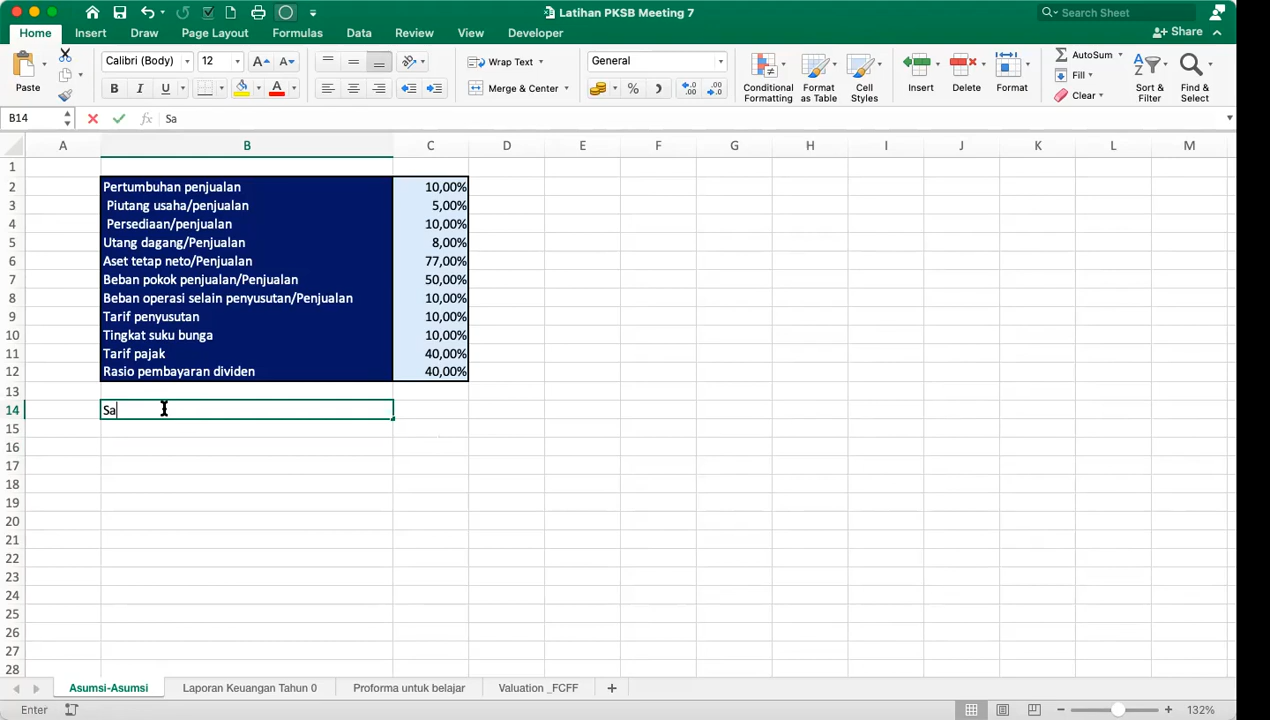 Latihan PKSB Meeting 7
Search Sheet
Home Insert Draw Page Layout Formulas Data Review View Developer
Share
Paste
Calibri (Body) 12
Wrap Text
Merge & Center
General
Conditional Formatting
Format as Table
Cell Styles
Insert
Delete
Format
AutoSum
Fill
Clear
Sort & Filter
Find & Select
B14 fx Sa
A B C D E F G H I J K L M
1
2 Pertumbuhan penjualan 10,00%
3 Piutang usaha/penjualan 5,00%
4 Persediaan/penjualan 10,00%
5 Utang dagang/Penjualan 8,00%
6 Aset tetap neto/Penjualan 77,00%
7 Beban pokok penjualan/Penjualan 50,00%
8 Beban operasi selain penyusutan/Penjualan 10,00%
9 Tarif penyusutan 10,00%
10 Tingkat suku bunga 10,00%
11 Tarif pajak 40,00%
12 Rasio pembayaran dividen 40,00%
13
14 Sa
15
16
17
18
19
20
21
22
23
24
25
26
27
28
Asumsi-Asumsi Laporan Keuangan Tahun 0 Proforma untuk belajar Valuation _FCFF
Enter 132%